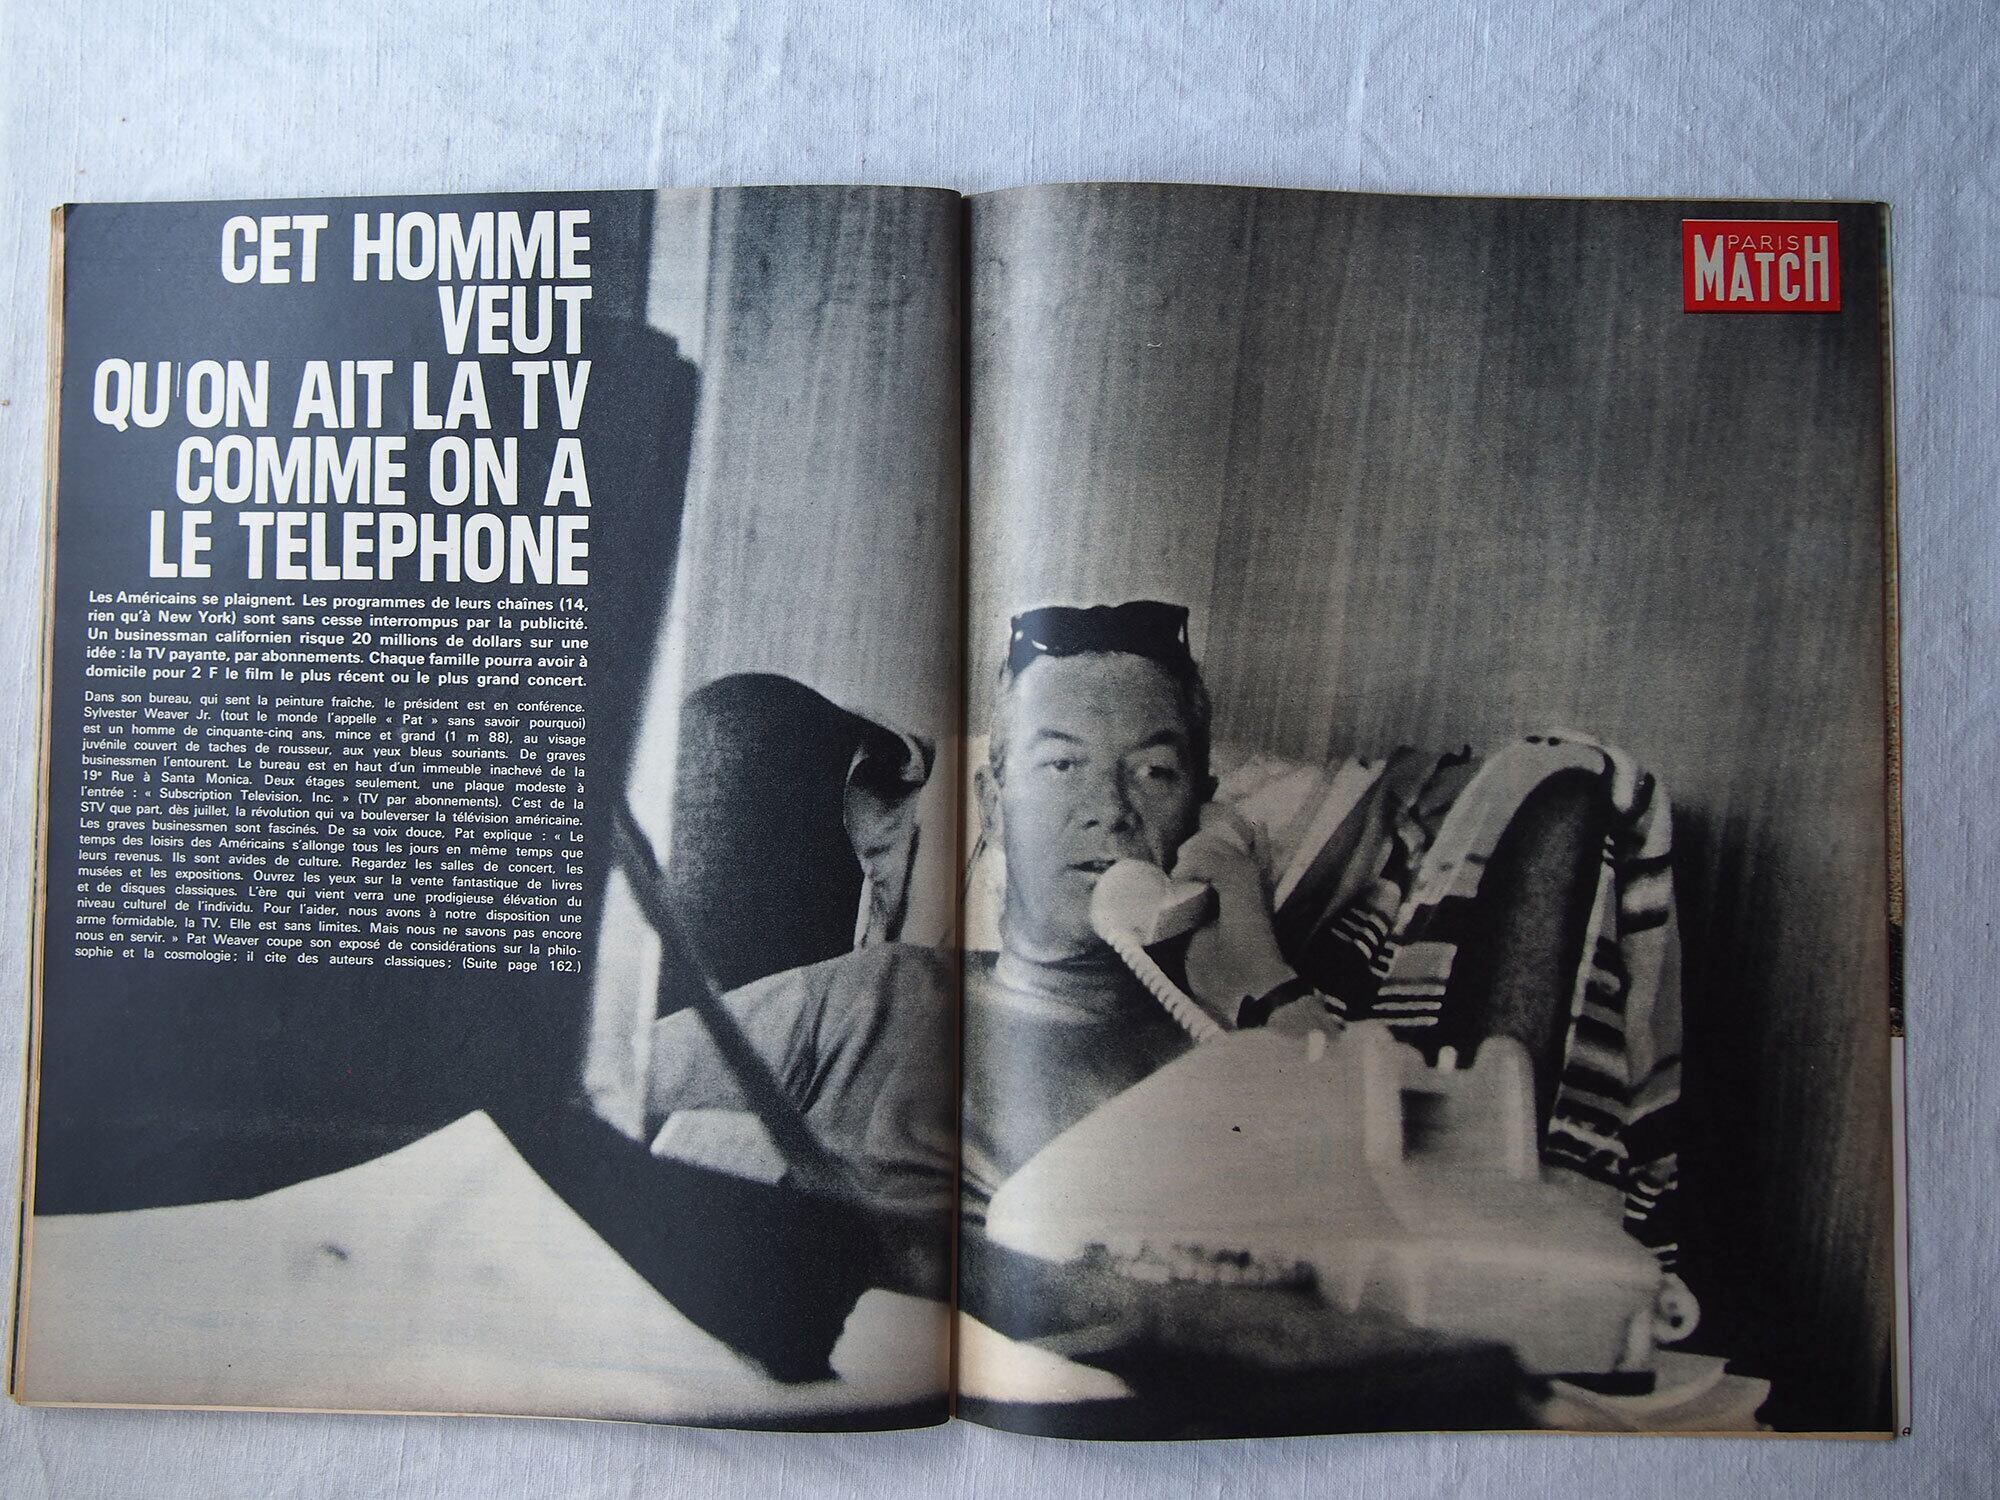 CET HOMME
VEUT
QU'ON AIT LA TV
COMME ON A
LE TELEPHONE
Les Américains se plaignent. Les programmes de leurs chaînes (14,
rien qu'à New York) sont sans cesse interrompus par la publicité.
Un businessman californien risque 20 millions de dollars sur une
idée : la TV payante, par abonnements. Chaque famille pourra avoir à
domicile pour 2 F le film le plus récent ou le plus grand concert.
Dans son bureau, qui sent la peinture fraîche, le président est en conférence.
Sylvester Weaver Jr. (tout le monde l'appelle « Pat » sans savoir pourquoi)
est un homme de cinquante-cinq ans, mince et grand (1 m 88), au visage
juvénile couvert de taches de rousseur, aux yeux bleus souriants. De graves
businessmen l'entourent. Le bureau est en haut d'un immeuble inachevé de la
19e Rue à Santa Monica. Deux étages seulement, une plaque modeste à
l'entrée : « Subscription Television, Inc. » (TV par abonnements). C'est de la
STV que part, dès juillet, la révolution qui va bouleverser la télévision américaine.
Les graves businessmen sont fascinés. De sa voix douce, Pat explique : « Le
temps des loisirs des Américains s'allonge tous les jours en même temps que
leurs revenus. Ils sont avides de culture. Regardez les salles de concert, les
musées et les expositions. Ouvrez les yeux sur la vente fantastique de livres
et de disques classiques. L'ère qui vient verra une prodigieuse élévation du
niveau culturel de l'individu. Pour l'aider, nous avons à notre disposition une
arme formidable, la TV. Elle est sans limites. Mais nous ne savons pas encore
nous en servir. » Pat Weaver coupe son exposé de considérations sur la philo-
sophie et la cosmologie; il cite des auteurs classiques; (Suite page 162.)
PARIS
MATCH